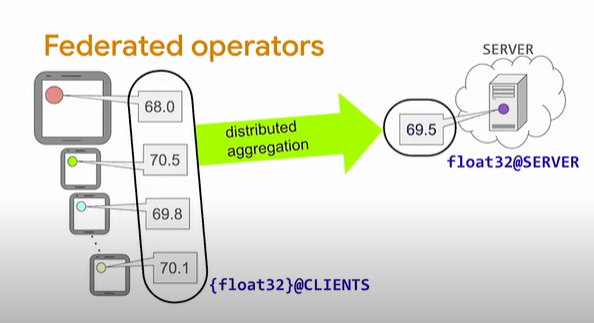 Federated operators
SERVER
68.0
70.5
69.8
70.1
distributed
aggregation
69.5
float32@SERVER
{float32}@CLIENTS